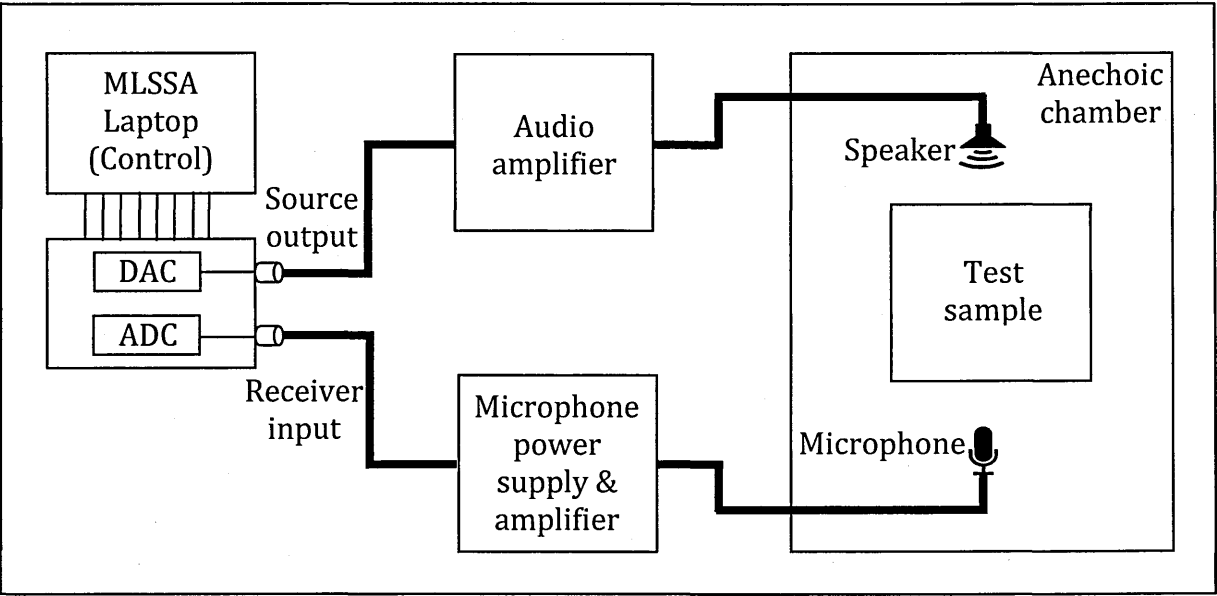 MLSSA
Laptop
(Control)
Source
output
DAC
ADC
Receiver
input
Audio
amplifier
Microphone
power
supply &
amplifier
Anechoic
chamber
Speaker
Test
sample
Microphone